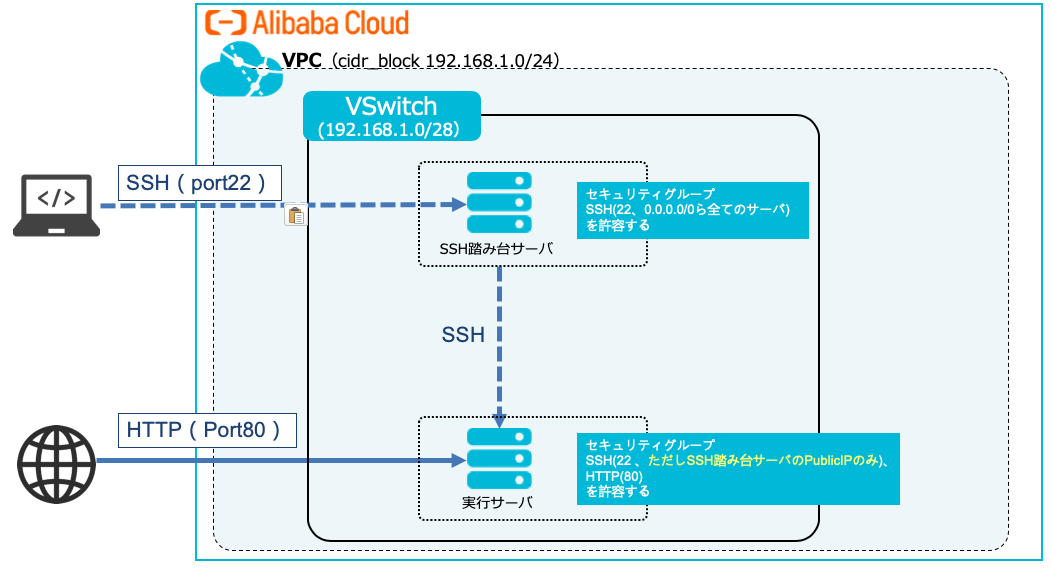 Alibaba Cloud
VPC（cidr_block 192.168.1.0/24）
VSwitch
(192.168.1.0/28）
SSH（port22）
</>
セキュリティグループ
SSH(22、0.0.0.0/0ら全てのサーバ)
を許容する
SSH踏み台サーバ
SSH
HTTP（Port80）
セキュリティグループ
SSH(22 、ただしSSH踏み台サーバのPublicIPのみ)、
HTTP(80)
を許容する
実行サーバ